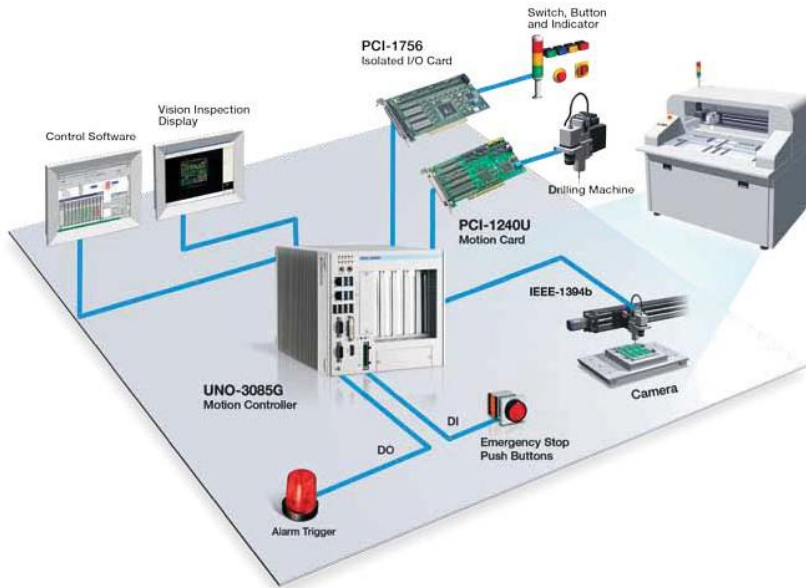 Switch, Button
and Indicator
PCI-1756
Isolated I/O Card
Vision Inspection
Display
Control Software
Drilling Machine
PCI-1240U
Motion Card
IEEE-1394b
UNO-3085G
Motion Controller
Camera
DI
DO
Emergency Stop
Push Buttons
Alarm Trigger